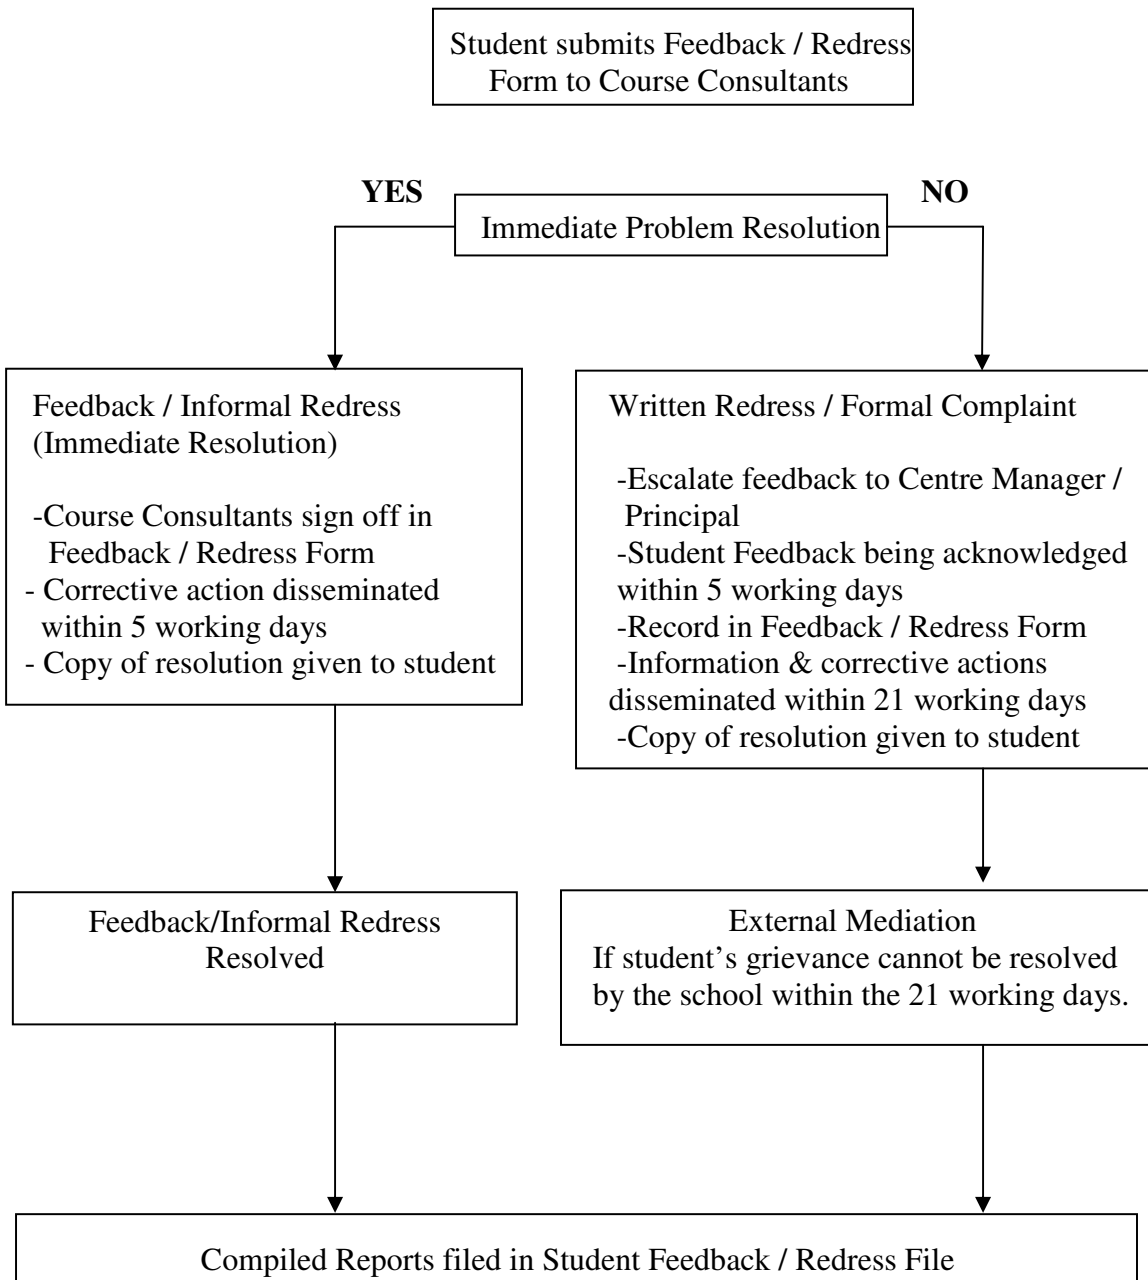 Student submits Feedback / Redress
Form to Course Consultants
YES
NO
Immediate Problem Resolution
Feedback / Informal Redress
(Immediate Resolution)
-Course Consultants sign off in
Feedback / Redress Form
- Corrective action disseminated
within 5 working days
- Copy of resolution given to student
Written Redress / Formal Complaint
-Escalate feedback to Centre Manager /
Principal
-Student Feedback being acknowledged
within 5 working days
-Record in Feedback / Redress Form
-Information & corrective actions
disseminated within 21 working days
-Copy of resolution given to student
Feedback/Informal Redress
Resolved
External Mediation
If student’s grievance cannot be resolved
by the school within the 21 working days.
Compiled Reports filed in Student Feedback / Redress File